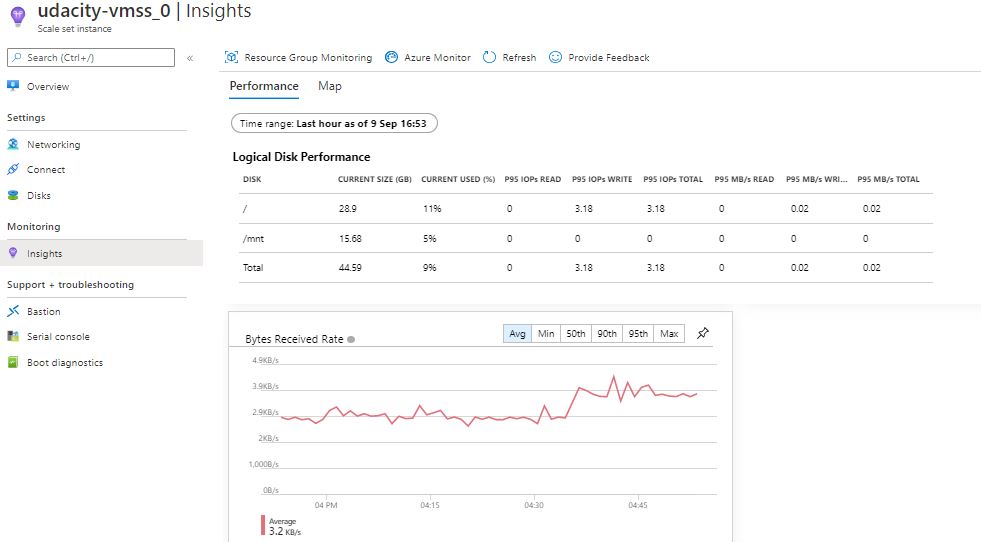 udacity-vmss_0 | Insights
Scale set instance
Search (Ctrl+/)
«
Overview
Settings
Networking
Connect
Disks
Monitoring
Insights
Support + troubleshooting
Bastion
Serial console
Boot diagnostics
Resource Group Monitoring Azure Monitor Refresh Provide Feedback
Performance Map
Time range: Last hour as of 9 Sep 16:53
Logical Disk Performance
DISK CURRENT SIZE (GB) CURRENT USED (%) P95 IOPs READ P95 IOPs WRITE P95 IOPs TOTAL P95 MB/s READ P95 MB/s WRI... P95 MB/s TOTAL
/ 28.9 11% 0 3.18 3.18 0 0.02 0.02
/mnt 15.68 5% 0 0 0 0 0 0
Total 44.59 9% 0 3.18 3.18 0 0.02 0.02
Bytes Received Rate
Avg Min 50th 90th 95th Max
4.9KB/s
3.9KB/s
2.9KB/s
2KB/s
1,000B/s
0B/s
04 PM 04:15 04:30 04:45
Average
3.2 KB/s